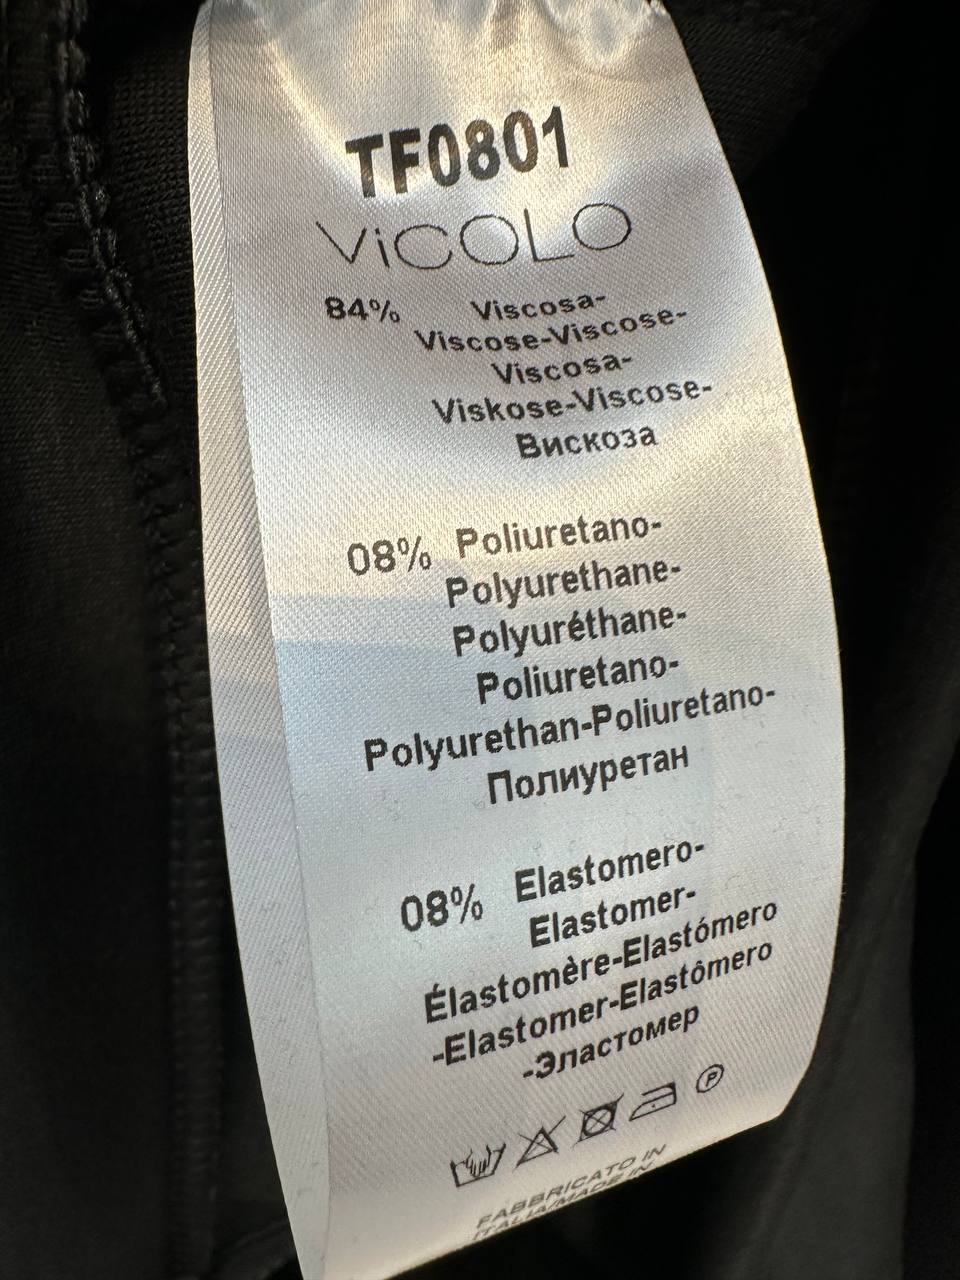 TF0801
ViCOLO
84% Viscosa-
Viscose-Viscose-
Viscosa-
Viskose-Viscose-
Вискоза
08% Poliuretano-
Polyurethane-
Polyuréthane-
Poliuretano-
Polyurethan-Poliuretano-
Полиуретан
08% Elastomero-
Elastomer-
Élastomère-Elastómero
-Elastomer-Elastômero
-Эластомер
P
FABBRICATO IN
ITALIA/MADE IN